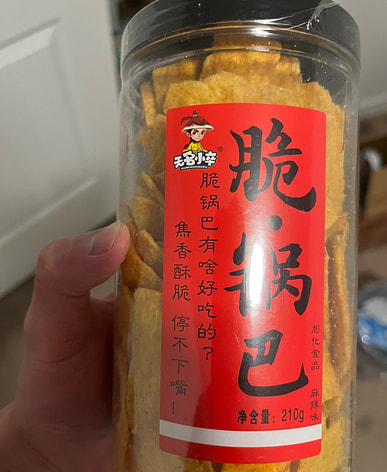 无名小卒
脆·锅巴
脆锅巴有啥好吃的？
焦香酥脆 停不下嘴！
膨化食品 麻辣味
净含量：210g